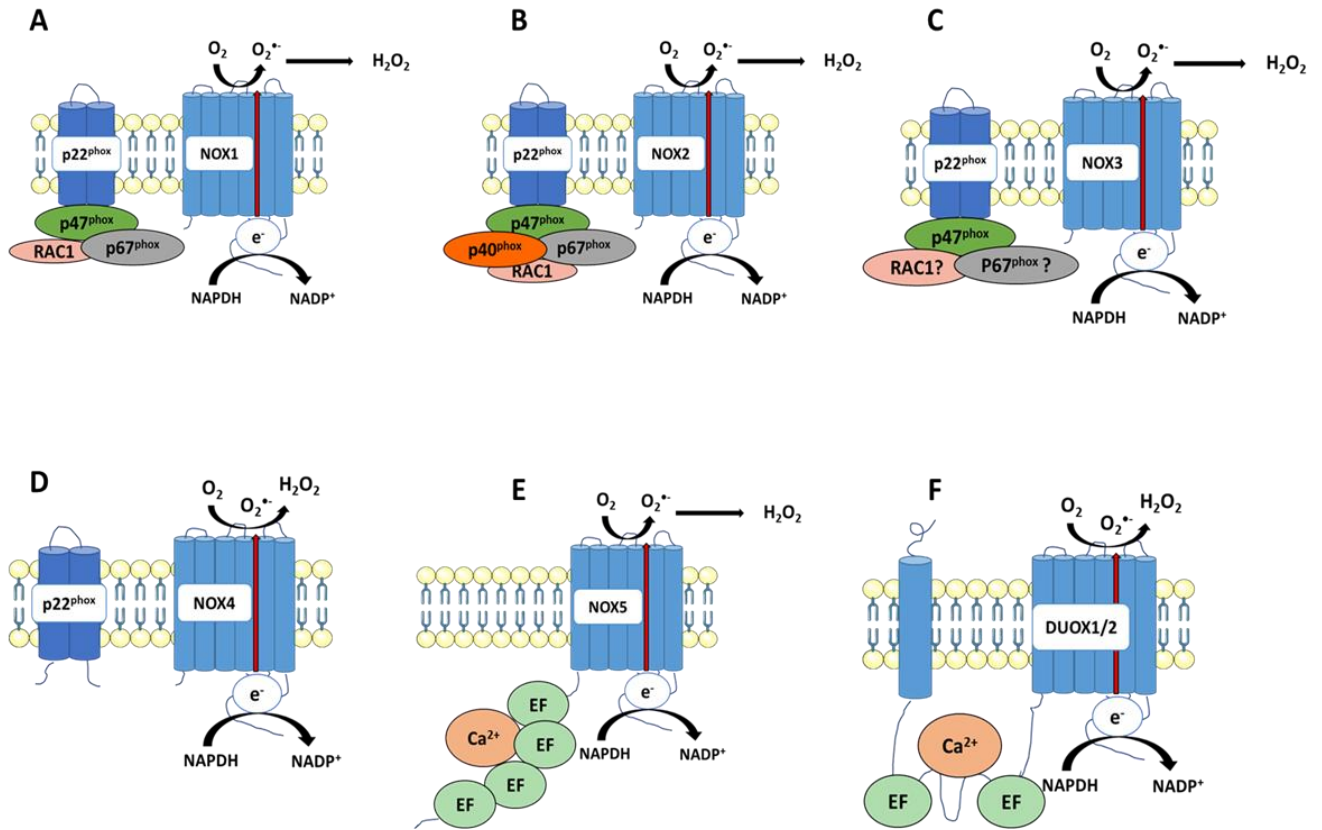 A
O₂ O₂•- H₂O₂
p22phox NOX1
p47phox
RAC1 p67phox
e-
NAPDH NADP+
B
O₂ O₂•- H₂O₂
p22phox NOX2
p47phox
p40phox p67phox
RAC1
e-
NAPDH NADP+
C
O₂ O₂•- H₂O₂
p22phox NOX3
p47phox
RAC1? P67phox ?
e-
NAPDH NADP+
D
O₂ O₂•- H₂O₂
p22phox NOX4
e-
NAPDH NADP+
E
O₂ O₂•- H₂O₂
NOX5
e-
EF
Ca2+ EF
EF
EF
NAPDH NADP+
F
O₂ O₂•- H₂O₂
DUOX1/2
e-
Ca2+
EF EF
NAPDH NADP+